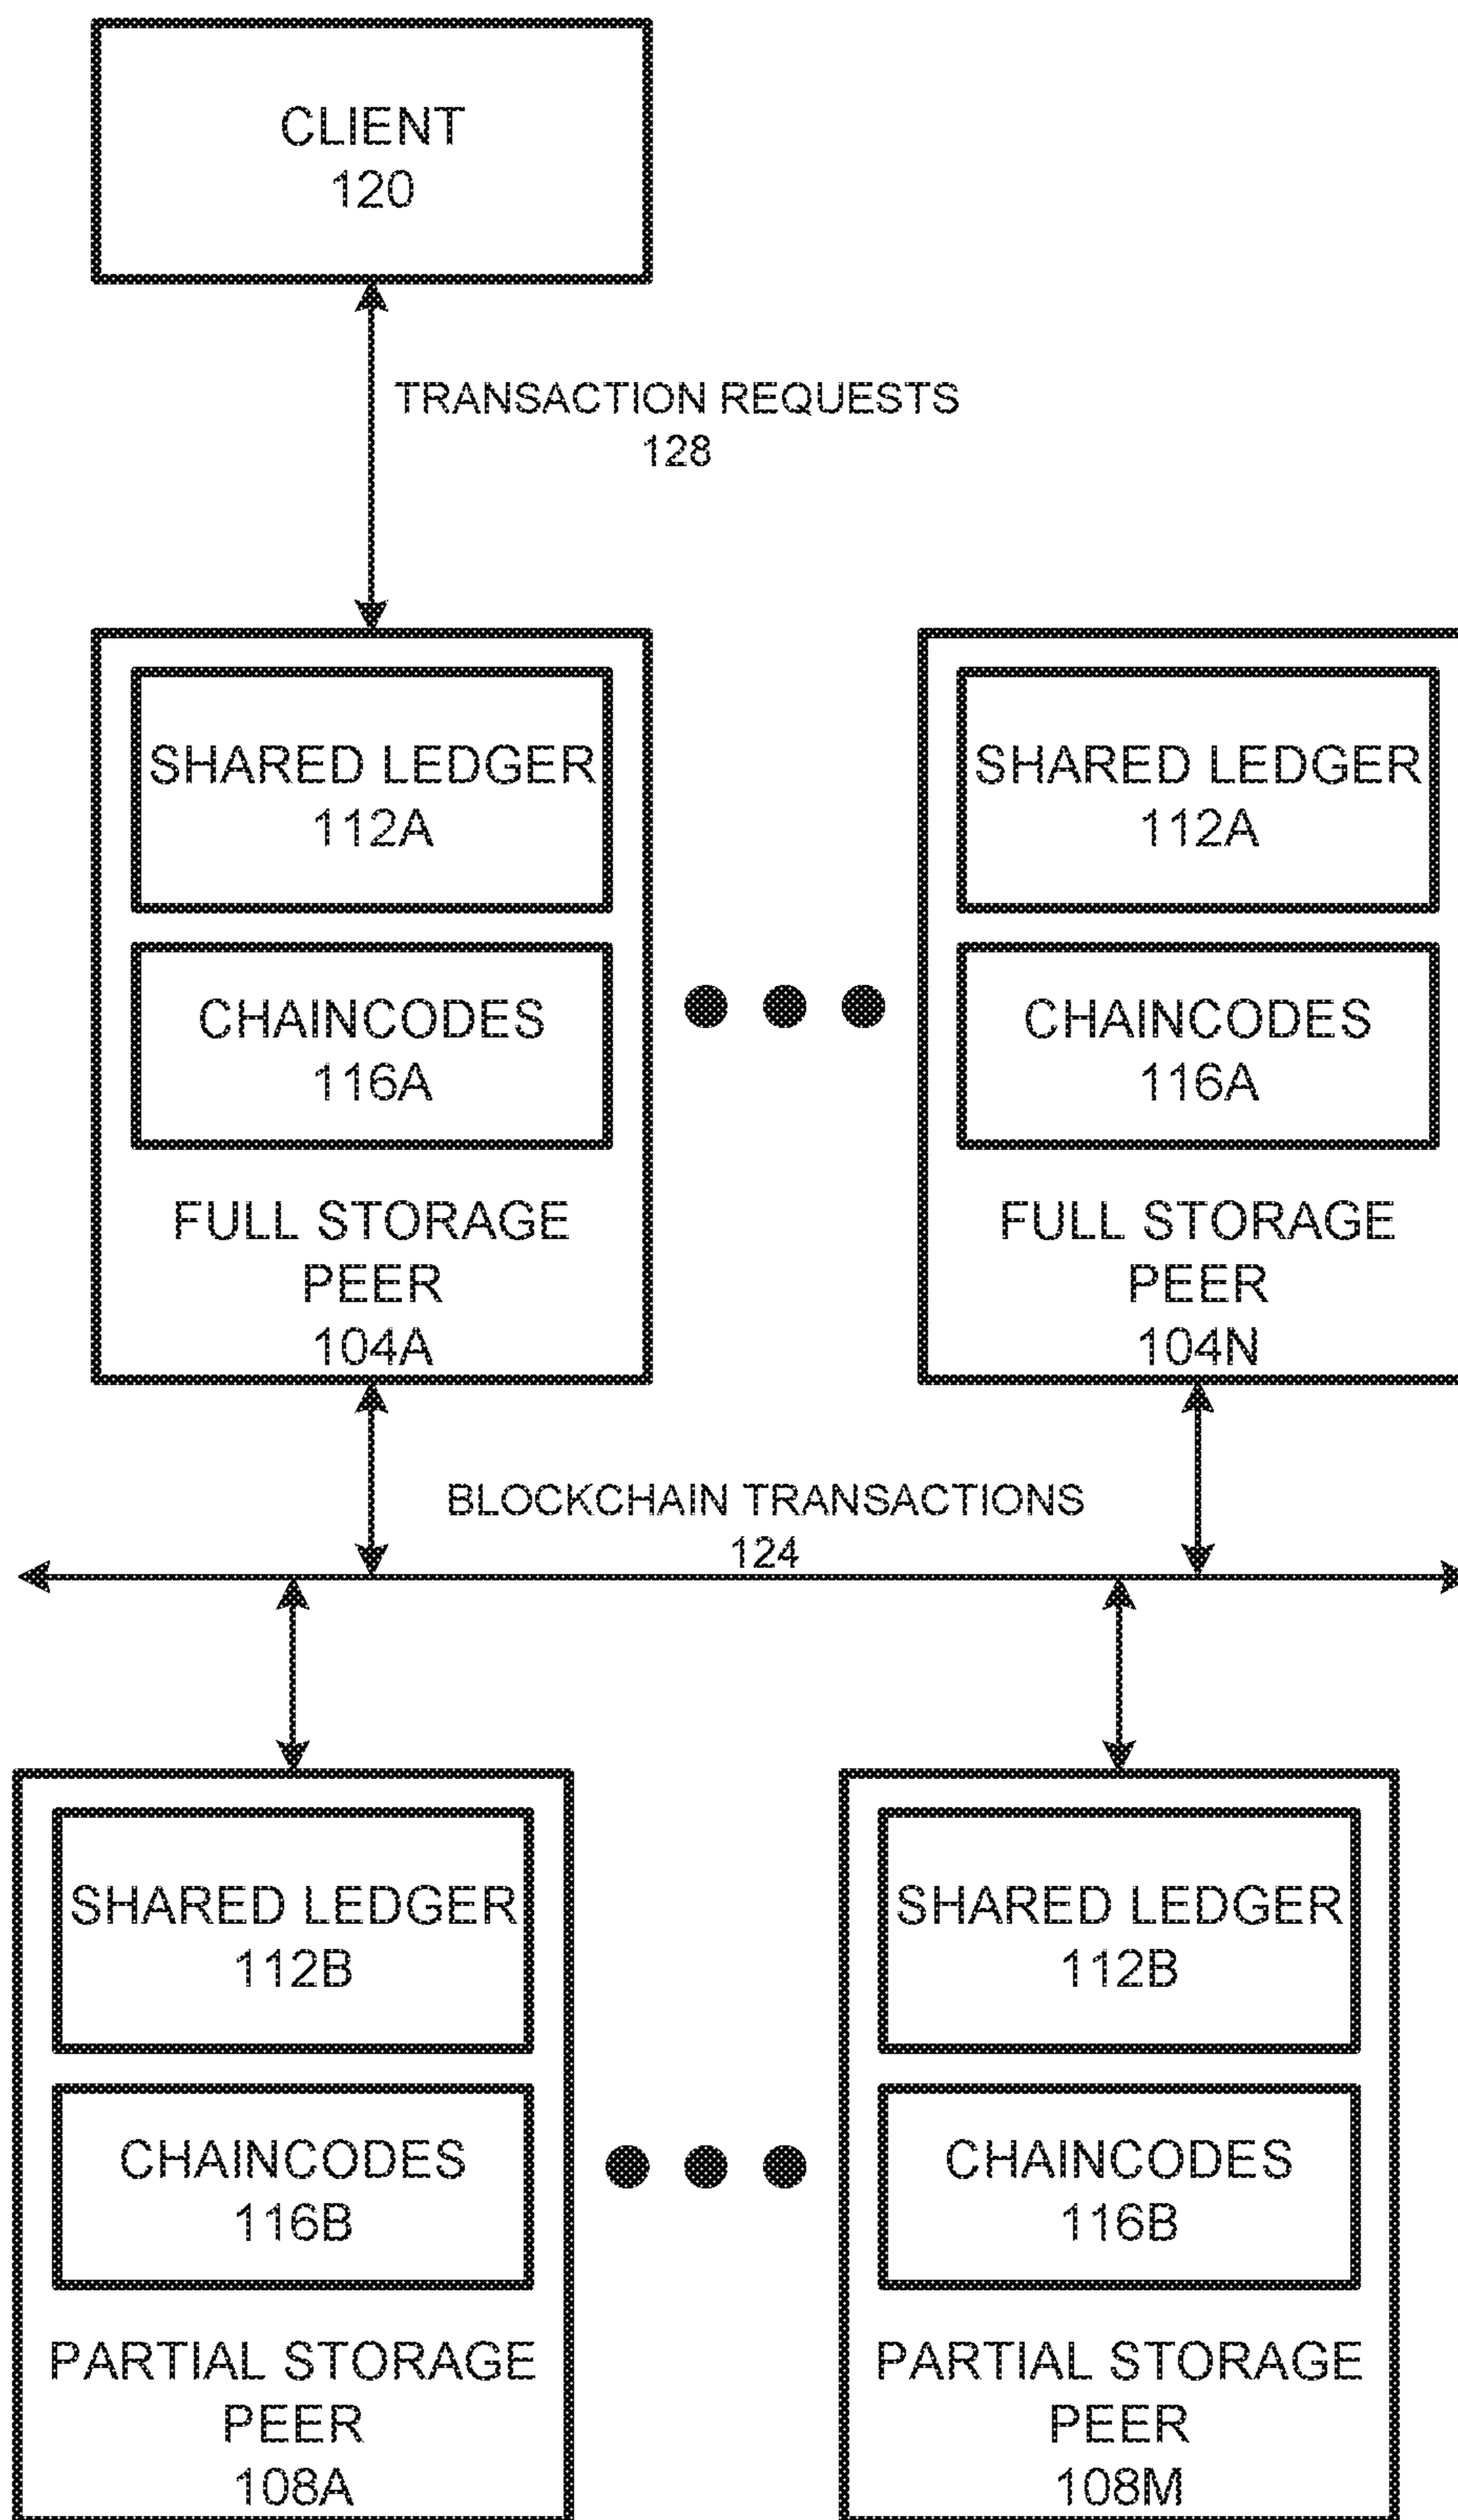 CLIENT
120
TRANSACTION REQUESTS
128
SHARED LEDGER
112A
CHAINCODES
116A
FULL STORAGE
PEER
104A
SHARED LEDGER
112A
CHAINCODES
116A
FULL STORAGE
PEER
104N
BLOCKCHAIN TRANSACTIONS
124
SHARED LEDGER
112B
CHAINCODES
116B
PARTIAL STORAGE
PEER
108A
SHARED LEDGER
112B
CHAINCODES
116B
PARTIAL STORAGE
PEER
108M